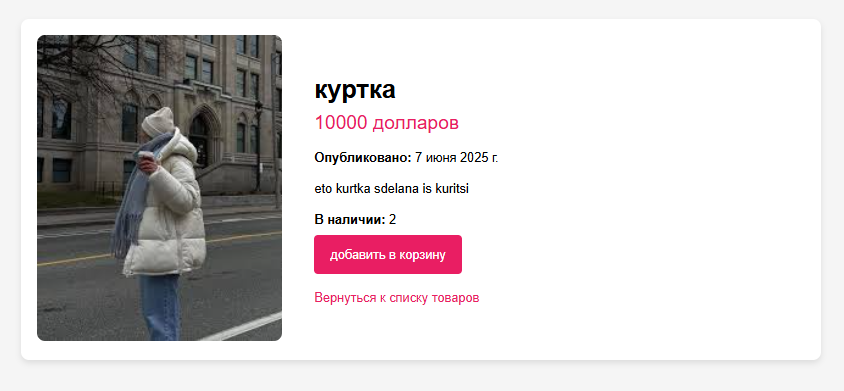 куртка
10000 долларов
Опубликовано: 7 июня 2025 г.
eto kurtka sdelana is kuritsi
В наличии: 2
добавить в корзину
Вернуться к списку товаров